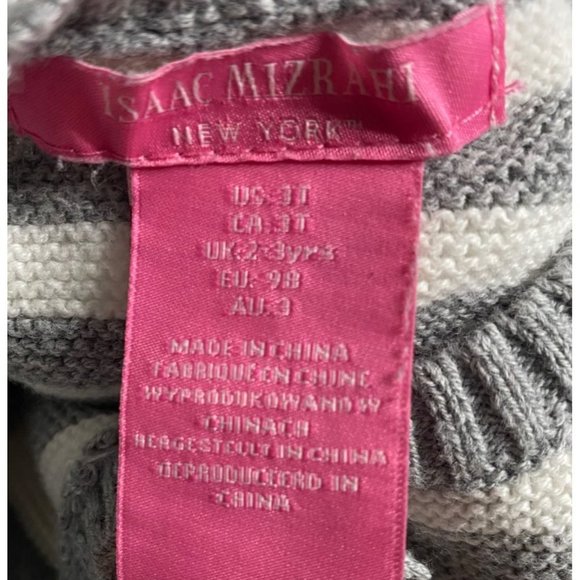 ISAAC MIZRAHI
NEW YORK™
US: 3T
CA: 3T
UK: 2-3yrs
EU: 98
AU: 3
MADE IN CHINA
FABRIQUE EN CHINE
WYPRODUKOWANO W
CHINACH
HERGESTELLT IN CHINA
GEPRODUCEERD IN
CHINA